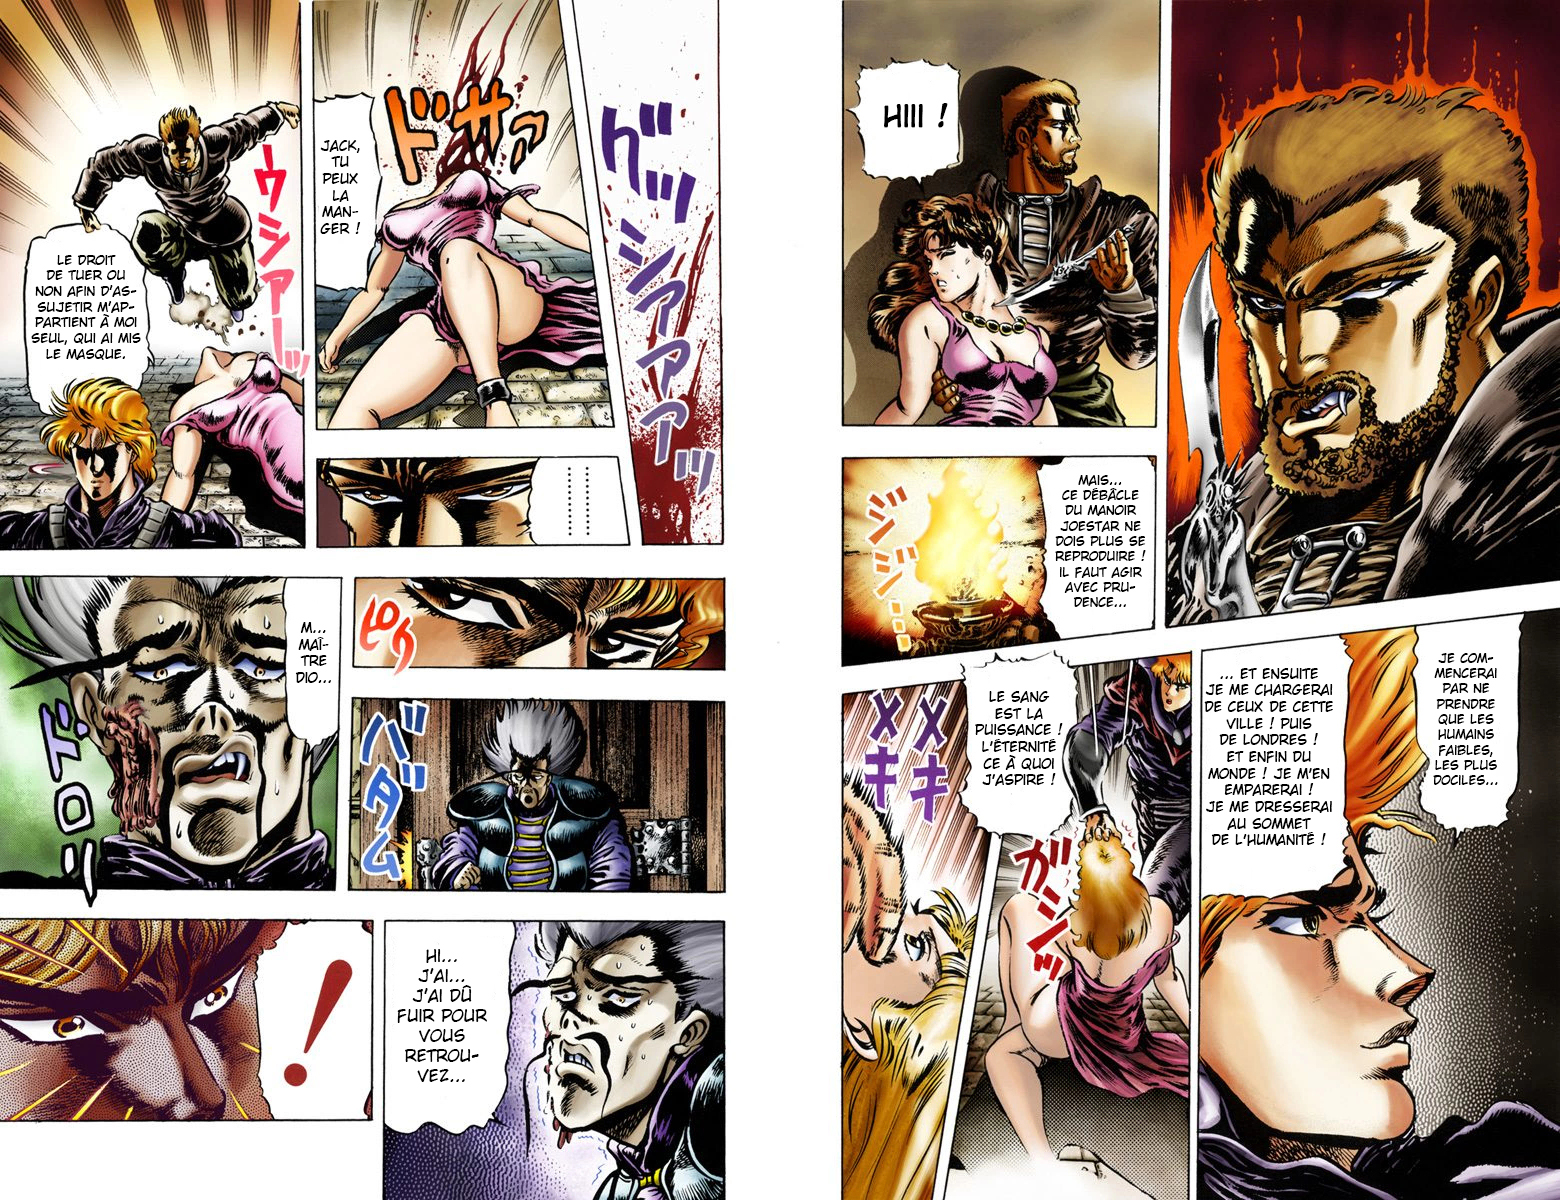 HIII !
MAIS...
CE DÉBÂCLE
DU MANOIR
JOESTAR NE
DOIS PLUS SE
REPRODUIRE !
IL FAUT AGIR
AVEC PRU-
DENCE...
ジジ...
JE COM-
MENCERAI
PAR NE
PRENDRE
QUE LES
HUMAINS
FAIBLES,
LES PLUS
DOCILES...
... ET ENSUITE
JE ME CHARGERAI
DE CEUX DE CETTE
VILLE ! PUIS
DE LONDRES !
ET ENFIN DU
MONDE ! JE M'EN
EMPARERAI !
JE ME DRESSERAI
AU SOMMET
DE L'HUMANITÉ !
LE SANG
EST LA
PUISSANCE !
L'ÉTERNITÉ
CE À QUOI
J'ASPIRE !
ガシッ
メキ
メキ
グッシァアアァッ
ドサァ
JACK,
TU
PEUX
LA
MAN-
GER !
ウシァーッ
LE DROIT
DE TUER OU
NON AFIN D'AS-
SUJETIR M'AP-
PARTIENT À MOI
SEUL, QUI AI MIS
LE MASQUE.
ピク
バダム
M...
MAÎ-
TRE
DIO...
ドロリ
HI...
J'AI...
J'AI DÛ
FUIR POUR
VOUS
RETROU-
VEZ...
!